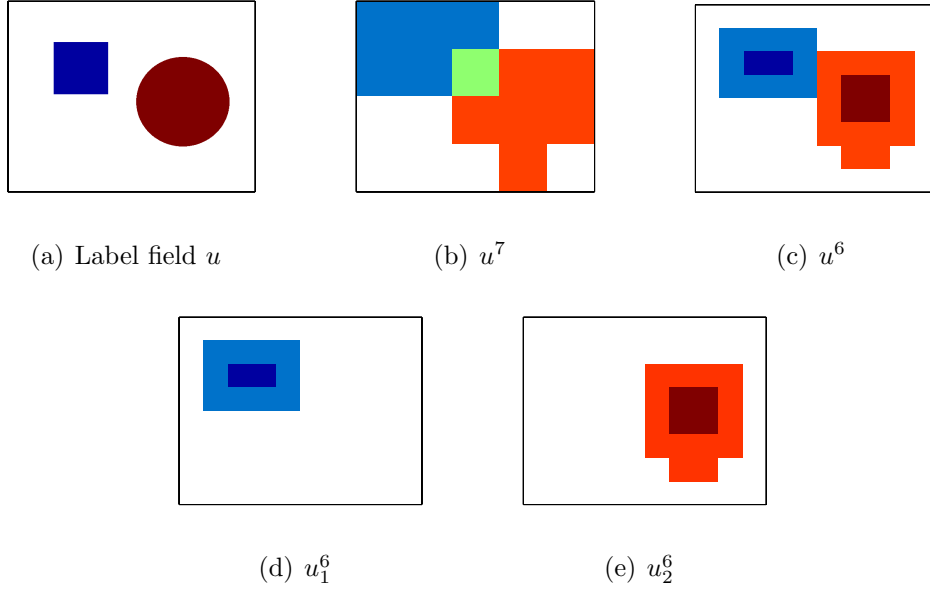 (a) Label field u
(b) u^7
(c) u^6
(d) u_1^6
(e) u_2^6